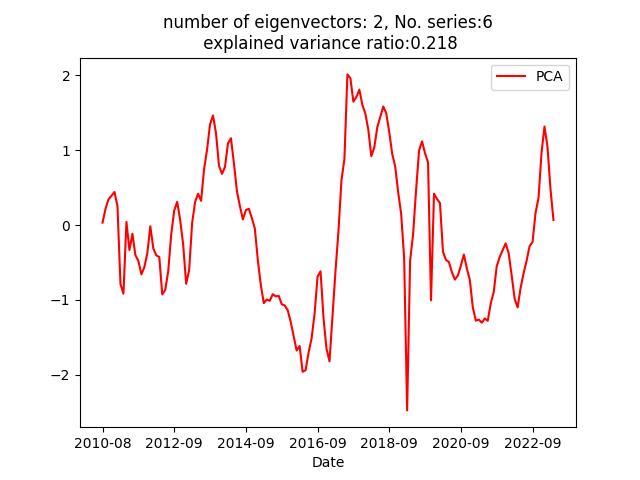 number of eigenvectors: 2, No. series:6
explained variance ratio:0.218
PCA
2
1
0
−1
−2
2010-08 2012-09 2014-09 2016-09 2018-09 2020-09 2022-09
Date